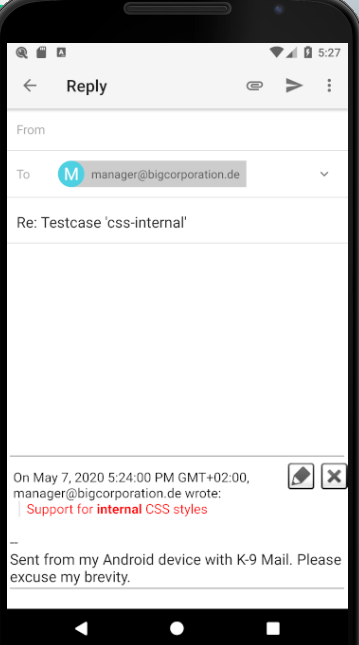 5:27
Reply
From
To M manager@bigcorporation.de
Re: Testcase 'css-internal'
On May 7, 2020 5:24:00 PM GMT+02:00,
manager@bigcorporation.de wrote:
Support for internal CSS styles
--
Sent from my Android device with K-9 Mail. Please
excuse my brevity.